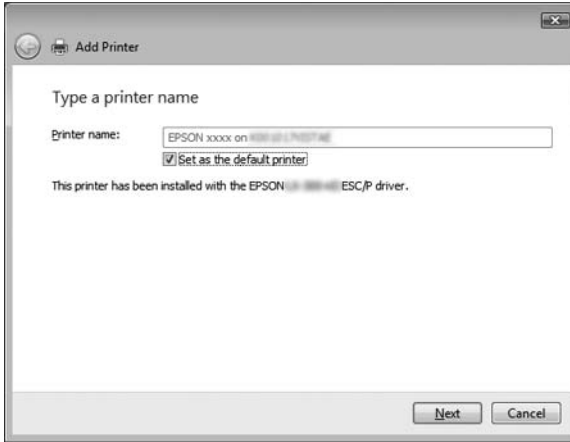 Add Printer
Type a printer name
Printer name:
EPSON xxxx on
Set as the default printer
This printer has been installed with the EPSON ESC/P driver.
Next
Cancel